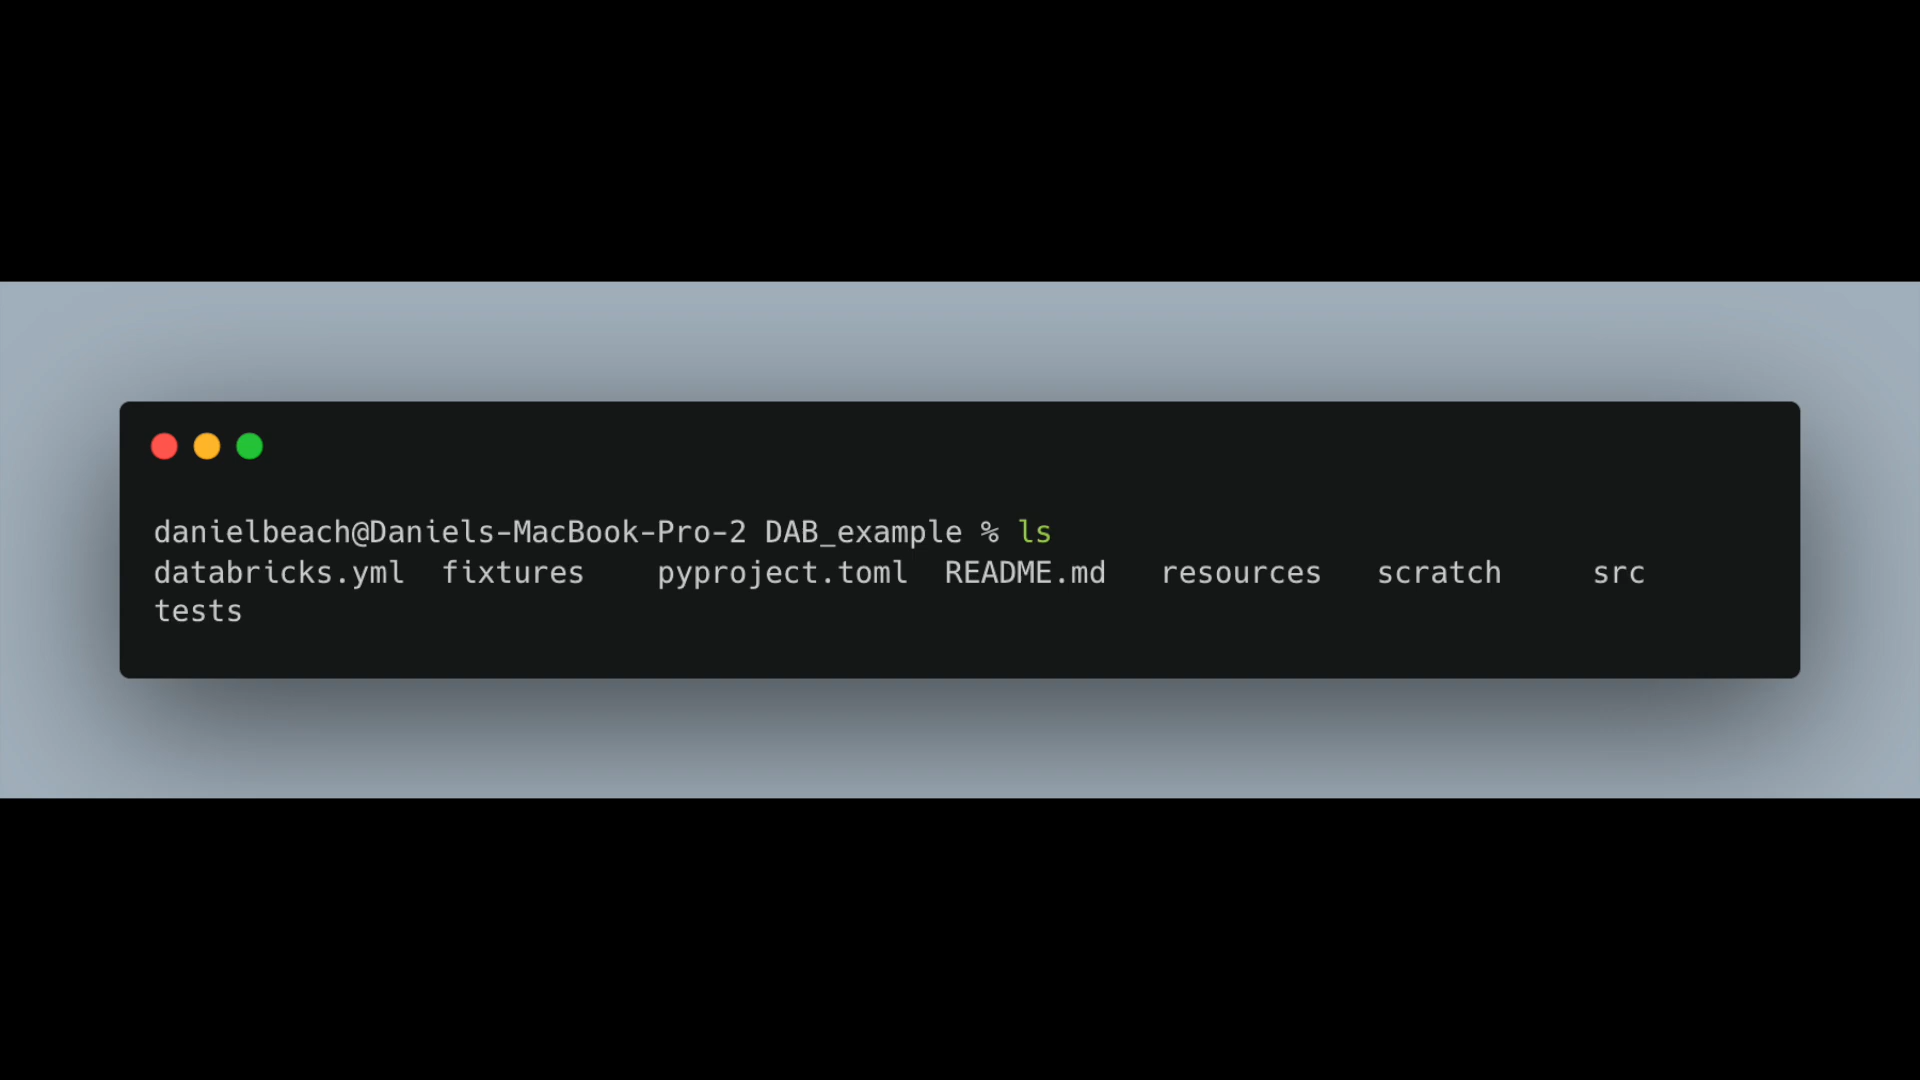 danielbeach@Daniels-MacBook-Pro-2 DAB_example % ls
databricks.yml  fixtures    pyproject.toml  README.md   resources   scratch     src
tests